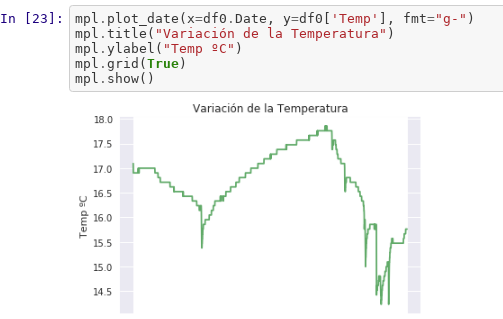 In [23]: mpl.plot_date(x=df0.Date, y=df0['Temp'], fmt="g-")
mpl.title("Variación de la Temperatura")
mpl.ylabel("Temp ºC")
mpl.grid(True)
mpl.show()
Variación de la Temperatura
18.0
17.5
17.0
16.5
16.0
15.5
15.0
14.5
Temp ºC